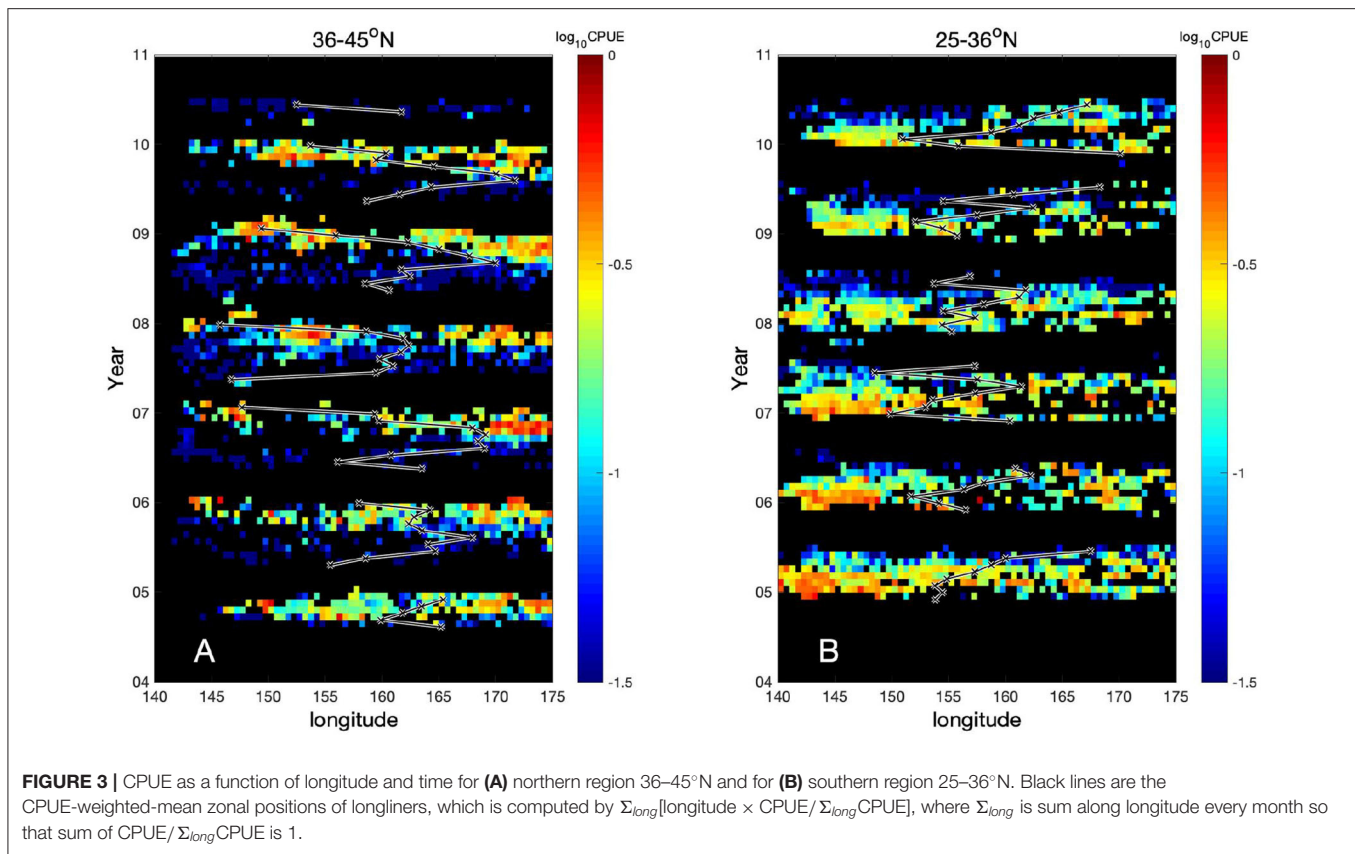 36-45°N
log₁₀CPUE
11
10
09
08
07
06
05
04
Year
140 145 150 155 160 165 170 175
longitude
A
0
-0.5
-1
-1.5
25-36°N
log₁₀CPUE
11
10
09
08
07
06
05
04
Year
140 145 150 155 160 165 170 175
longitude
B
0
-0.5
-1
-1.5
FIGURE 3 | CPUE as a function of longitude and time for (A) northern region 36–45°N and for (B) southern region 25–36°N. Black lines are the
CPUE-weighted-mean zonal positions of longliners, which is computed by Σlong[longitude × CPUE/ΣlongCPUE], where Σlong is sum along longitude every month so
that sum of CPUE/ΣlongCPUE is 1.